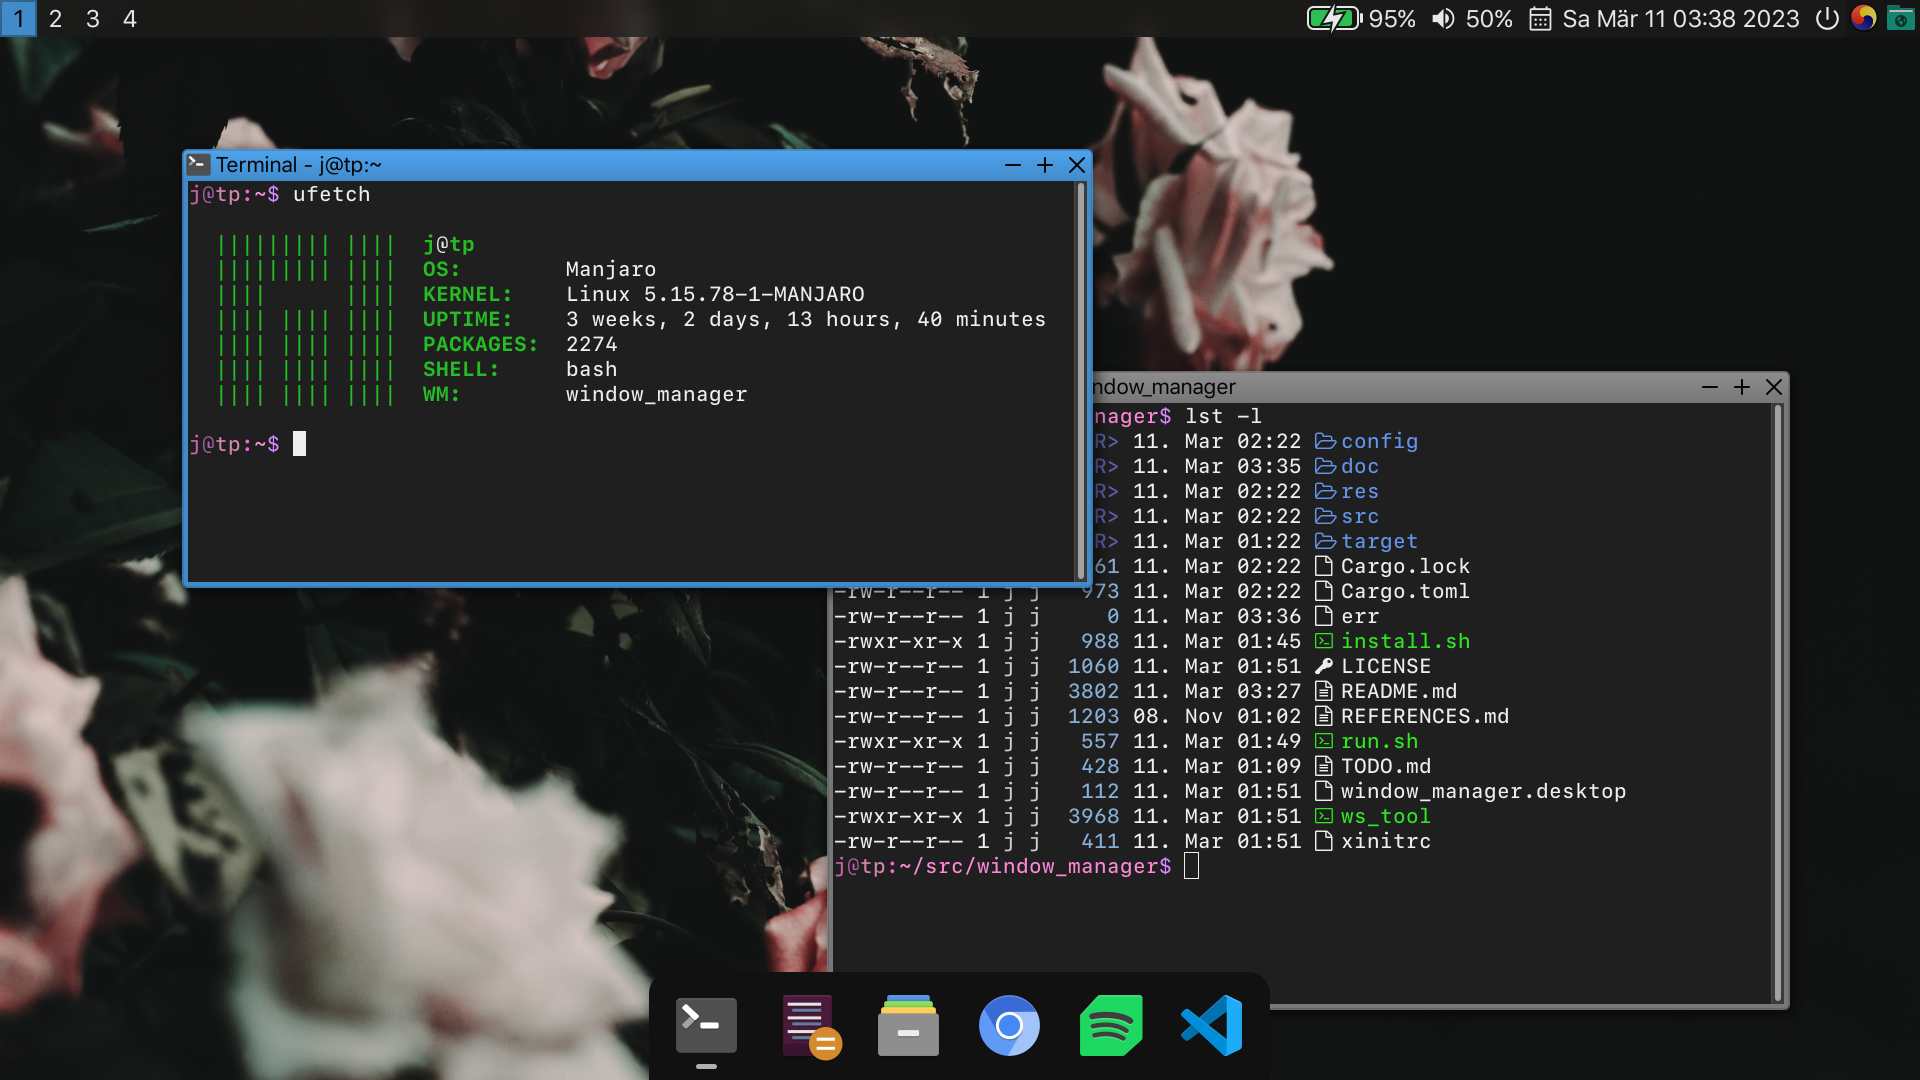 1 2 3 4
95% 50% Sa Mär 11 03:38 2023
Terminal - j@tp:~
j@tp:~$ ufetch
j@tp
OS: Manjaro
KERNEL: Linux 5.15.78-1-MANJARO
UPTIME: 3 weeks, 2 days, 13 hours, 40 minutes
PACKAGES: 2274
SHELL: bash
WM: window_manager
j@tp:~$
ndow_manager
nager$ lst -l
R> 11. Mar 02:22 config
R> 11. Mar 03:35 doc
R> 11. Mar 02:22 res
R> 11. Mar 02:22 src
R> 11. Mar 01:22 target
61 11. Mar 02:22 Cargo.lock
-rw-r--r-- 1 j j 973 11. Mar 02:22 Cargo.toml
-rw-r--r-- 1 j j 0 11. Mar 03:36 err
-rwxr-xr-x 1 j j 988 11. Mar 01:45 install.sh
-rw-r--r-- 1 j j 1060 11. Mar 01:51 LICENSE
-rw-r--r-- 1 j j 3802 11. Mar 03:27 README.md
-rw-r--r-- 1 j j 1203 08. Nov 01:02 REFERENCES.md
-rwxr-xr-x 1 j j 557 11. Mar 01:49 run.sh
-rw-r--r-- 1 j j 428 11. Mar 01:09 TODO.md
-rw-r--r-- 1 j j 112 11. Mar 01:51 window_manager.desktop
-rwxr-xr-x 1 j j 3968 11. Mar 01:51 ws_tool
-rw-r--r-- 1 j j 411 11. Mar 01:51 xinitrc
j@tp:~/src/window_manager$